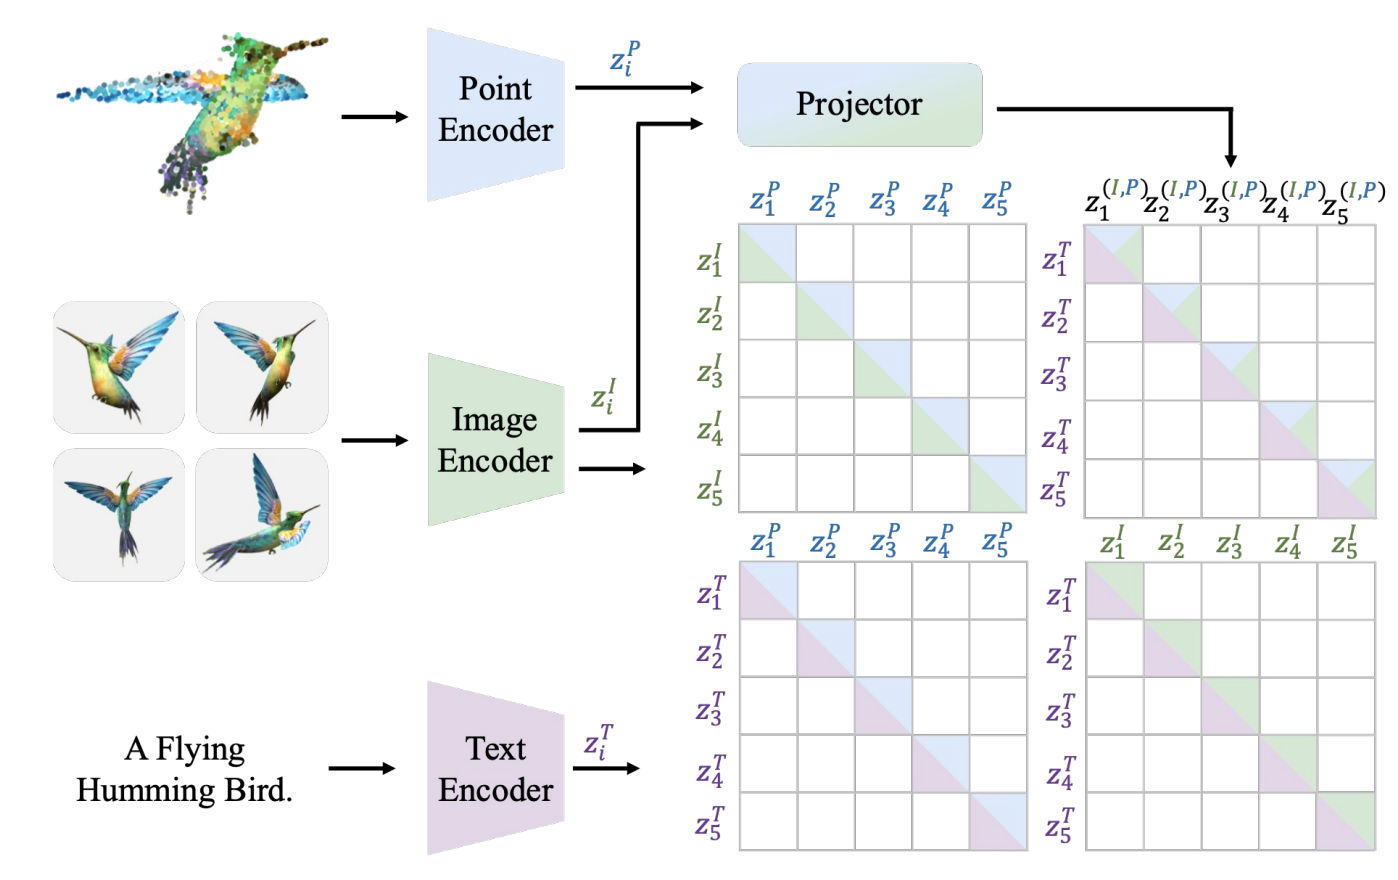 Point
Encoder
z_i^P
Projector
Image
Encoder
z_i^I
A Flying
Humming Bird.
Text
Encoder
z_i^T
z_1^P z_2^P z_3^P z_4^P z_5^P
z_1^I
z_2^I
z_3^I
z_4^I
z_5^I
z_1^(I,P) z_2^(I,P) z_3^(I,P) z_4^(I,P) z_5^(I,P)
z_1^T
z_2^T
z_3^T
z_4^T
z_5^T
z_1^P z_2^P z_3^P z_4^P z_5^P
z_1^T
z_2^T
z_3^T
z_4^T
z_5^T
z_1^I z_2^I z_3^I z_4^I z_5^I
z_1^T
z_2^T
z_3^T
z_4^T
z_5^T